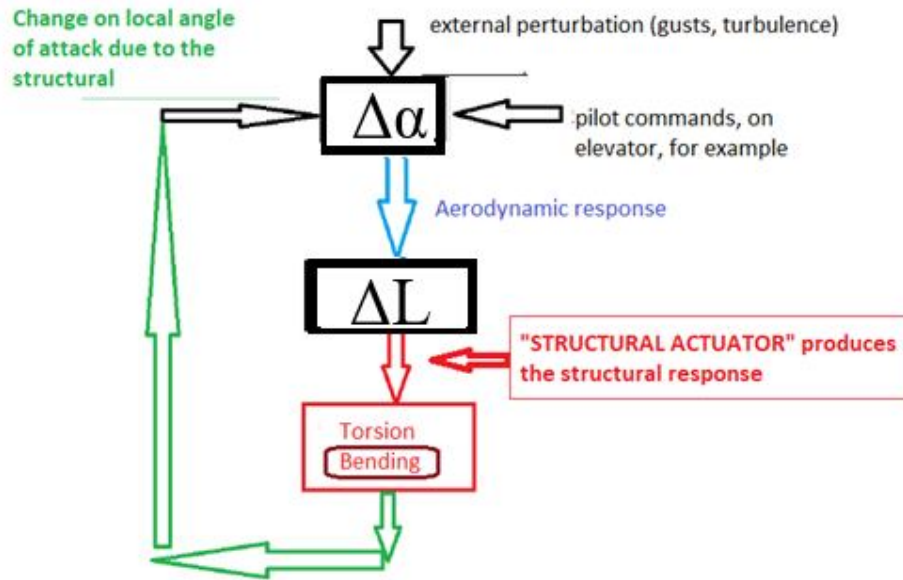 Change on local angle
of attack due to the
structural
external perturbation (gusts, turbulence)
Δα
pilot commands, on
elevator, for example
Aerodynamic response
ΔL
"STRUCTURAL ACTUATOR" produces
the structural response
Torsion
Bending